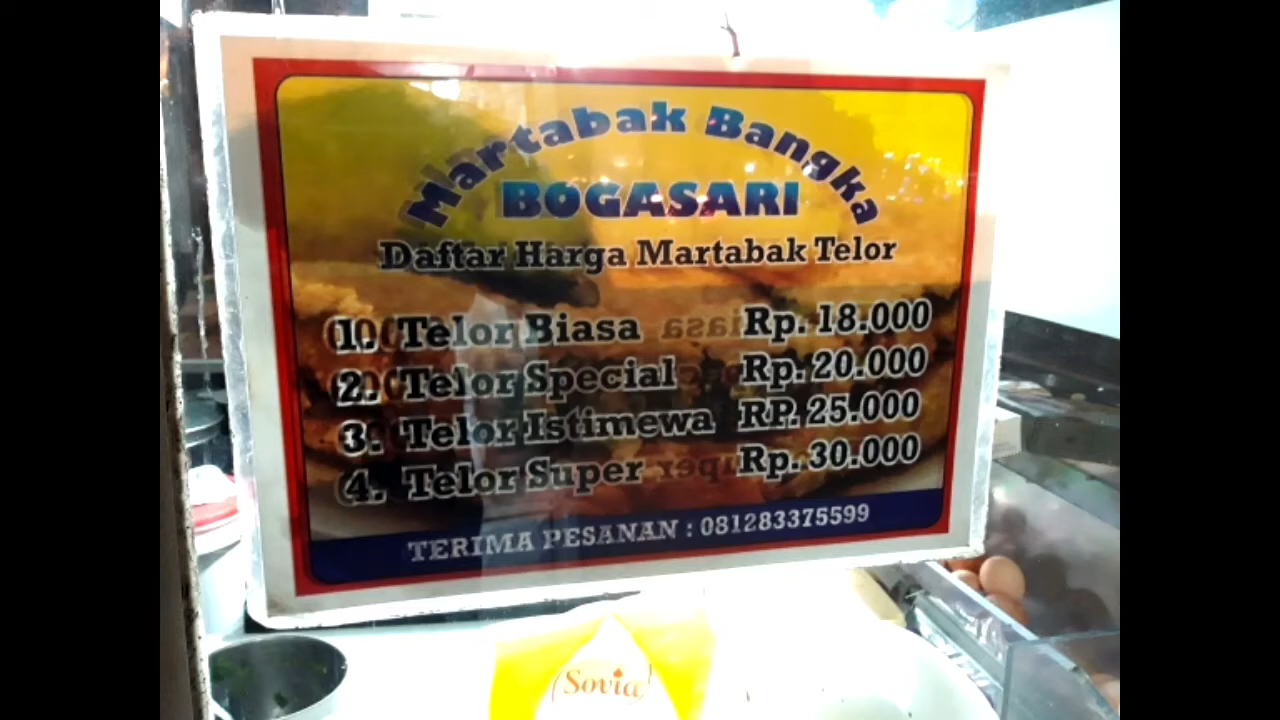 Martabak Bangka
BOGASARI
Daftar Harga Martabak Telor
1. Telor Biasa Rp. 18.000
2. Telor Special Rp. 20.000
3. Telor Istimewa RP. 25.000
4. Telor Super Rp. 30.000
TERIMA PESANAN : 081283375599
Sovia